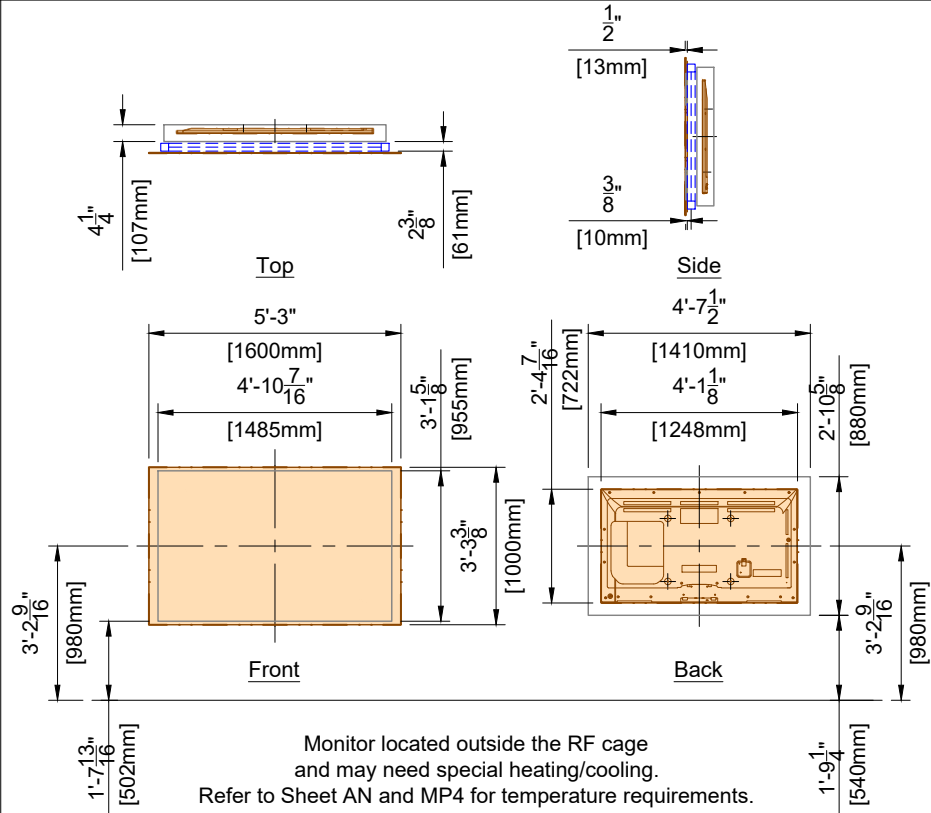 1/2"
[13mm]
4 1/4"
[107mm]
2 3/8"
[61mm]
3/8"
[10mm]
Top
Side
5'-3"
[1600mm]
4'-10 7/16"
[1485mm]
3'-1 5/8"
[955mm]
3'-3 3/8"
[1000mm]
4'-7 1/2"
[1410mm]
2'-4 7/16"
[722mm]
4'-1 1/8"
[1248mm]
2'-10 5/8"
[880mm]
3'-2 9/16"
[980mm]
Front
Back
3'-2 9/16"
[980mm]
1'-7 13/16"
[502mm]
1'-9 1/4"
[540mm]
Monitor located outside the RF cage
and may need special heating/cooling.
Refer to Sheet AN and MP4 for temperature requirements.